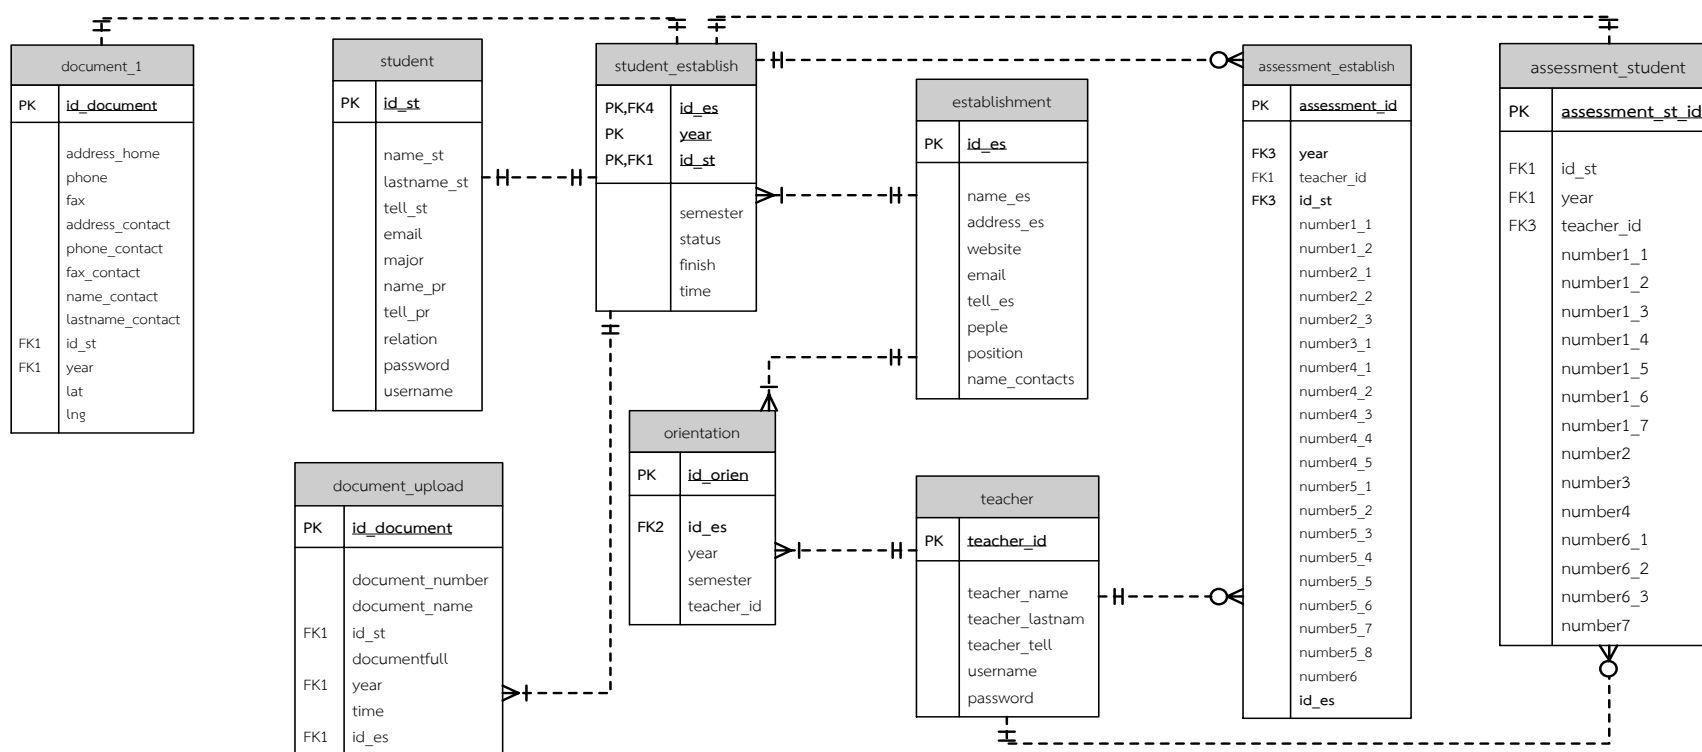 document_1
PK id_document
address_home
phone
fax
address_contact
phone_contact
fax_contact
name_contact
lastname_contact
FK1 id_st
FK1 year
lat
lng
student
PK id_st
name_st
lastname_st
tell_st
email
major
name_pr
tell_pr
relation
password
username
student_establish
PK,FK4 id_es
PK year
PK,FK1 id_st
semester
status
finish
time
establishment
PK id_es
name_es
address_es
website
email
tell_es
peple
position
name_contacts
assessment_establish
PK assessment_id
FK3 year
FK1 teacher_id
FK3 id_st
number1_1
number1_2
number2_1
number2_2
number2_3
number3_1
number4_1
number4_2
number4_3
number4_4
number4_5
number5_1
number5_2
number5_3
number5_4
number5_5
number5_6
number5_7
number5_8
number6
id_es
assessment_student
PK assessment_st_id
FK1 id_st
FK1 year
FK3 teacher_id
number1_1
number1_2
number1_3
number1_4
number1_5
number1_6
number1_7
number2
number3
number4
number6_1
number6_2
number6_3
number7
document_upload
PK id_document
document_number
document_name
FK1 id_st
documentfull
FK1 year
time
FK1 id_es
orientation
PK id_orien
FK2 id_es
year
semester
teacher_id
teacher
PK teacher_id
teacher_name
teacher_lastnam
teacher_tell
username
password